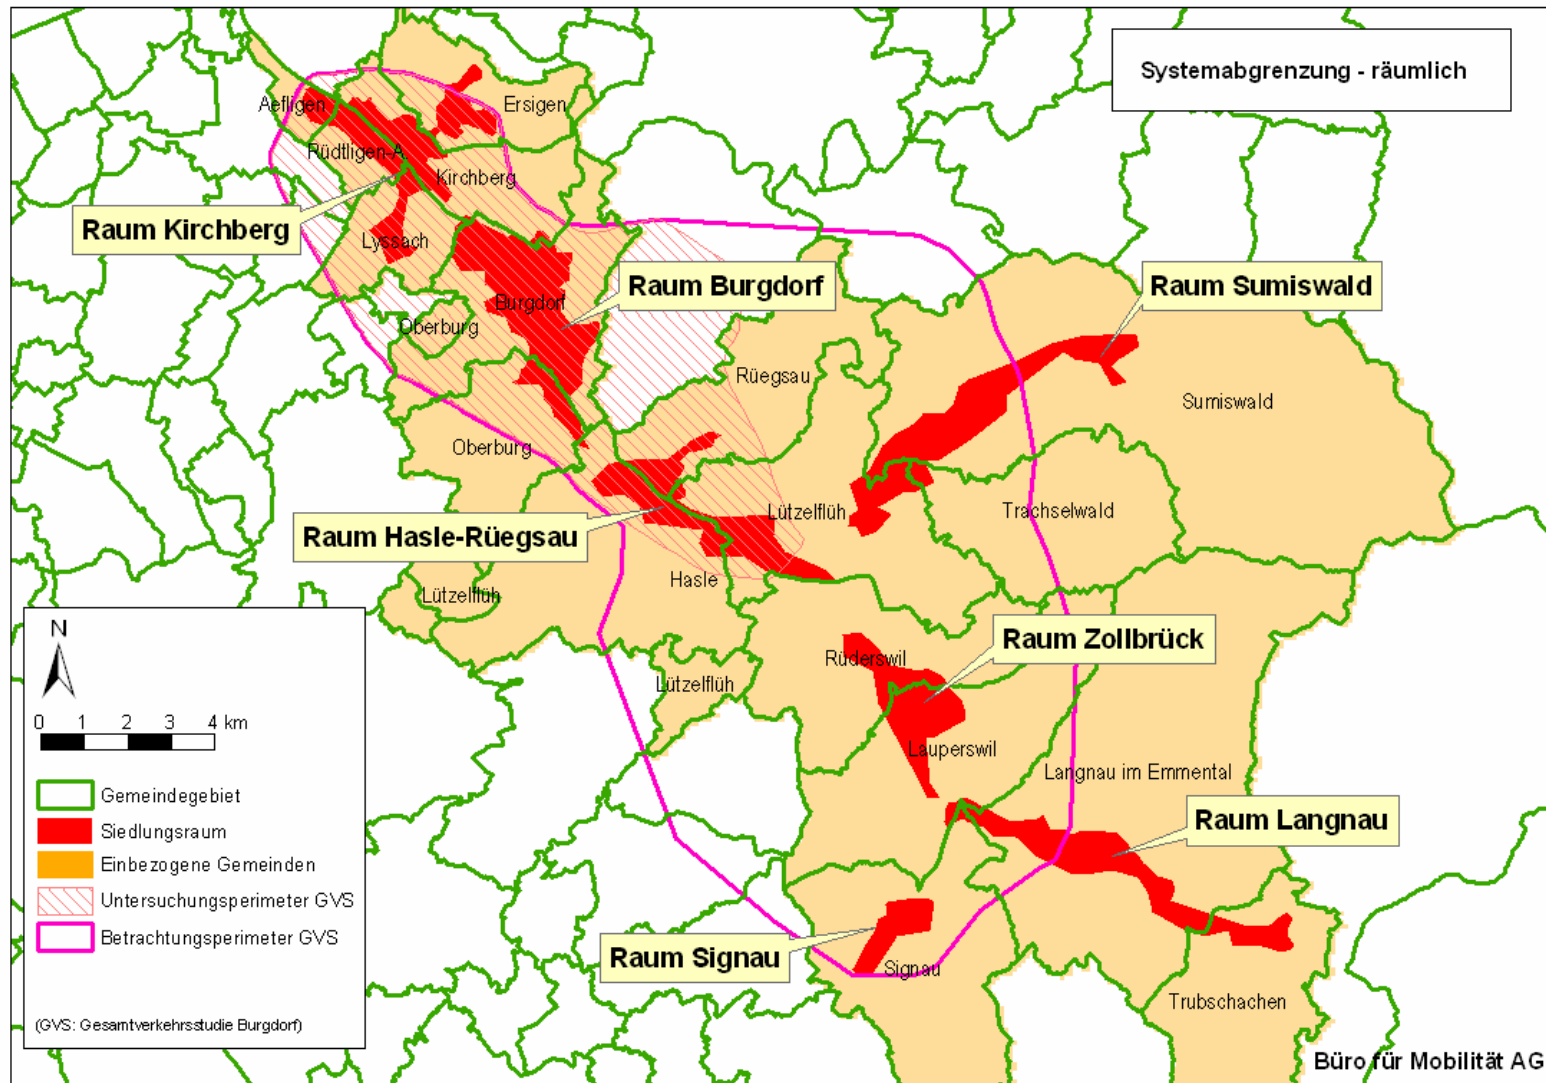 Systemabgrenzung - räumlich
Aefligen
Ersigen
Rüdtligen-A.
Kirchberg
Raum Kirchberg
Lyssach
Raum Burgdorf
Raum Sumiswald
Burgdorf
Oberburg
Rüegsau
Sumiswald
Oberburg
Lützelflüh
Trachselwald
Raum Hasle-Rüegsau
Hasle
Lützelflüh
Raum Zollbrück
Rüderswil
Lützelflüh
Lauperswil
Langnau im Emmental
Raum Langnau
Raum Signau
Signau
Trubschachen
N
0 1 2 3 4 km
Gemeindegebiet
Siedlungsraum
Einbezogene Gemeinden
Untersuchungsperimeter GVS
Betrachtungsperimeter GVS
(GVS: Gesamtverkehrsstudie Burgdorf)
Büro für Mobilität AG